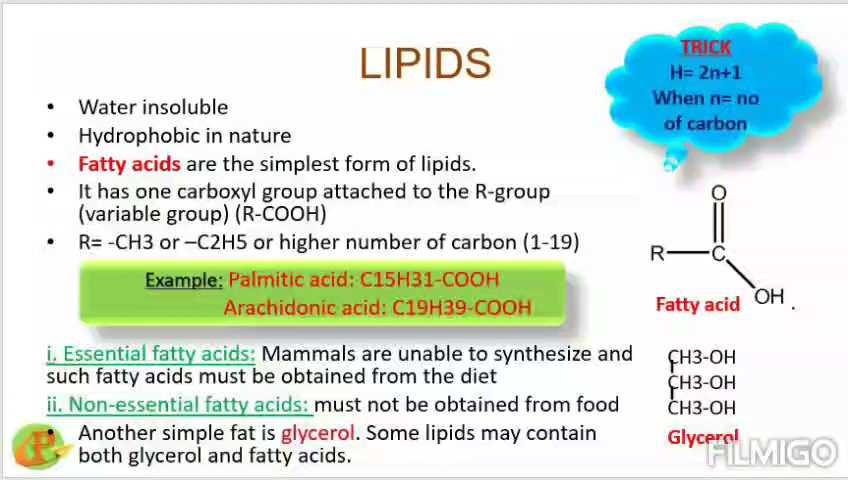 LIPIDS
TRICK
H= 2n+1
When n= no
of carbon
• Water insoluble
• Hydrophobic in nature
• Fatty acids are the simplest form of lipids.
• It has one carboxyl group attached to the R-group
(variable group) (R-COOH)
• R= -CH3 or –C2H5 or higher number of carbon (1-19)
Example: Palmitic acid: C15H31-COOH
Arachidonic acid: C19H39-COOH
O
R C
OH .
Fatty acid
i. Essential fatty acids: Mammals are unable to synthesize and
such fatty acids must be obtained from the diet
ii. Non-essential fatty acids: must not be obtained from food
• Another simple fat is glycerol. Some lipids may contain
both glycerol and fatty acids.
CH3-OH
CH3-OH
CH3-OH
Glycerol
FILMIGO